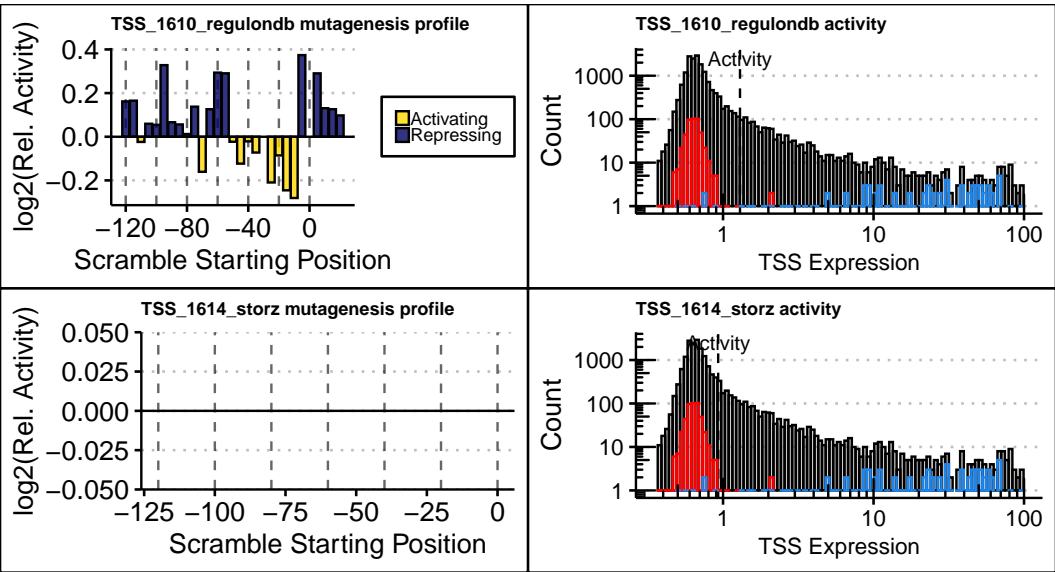 TSS_1610_regulondb mutagenesis profile
log2(Rel. Activity)
0.4
0.2
0.0
−0.2
−120 −80 −40 0
Scramble Starting Position
Activating
Repressing
TSS_1610_regulondb activity
Activity
Count
1000
100
10
1
1 10 100
TSS Expression
TSS_1614_storz mutagenesis profile
log2(Rel. Activity)
0.050
0.025
0.000
−0.025
−0.050
−125 −100 −75 −50 −25 0
Scramble Starting Position
TSS_1614_storz activity
Activity
Count
1000
100
10
1
1 10 100
TSS Expression